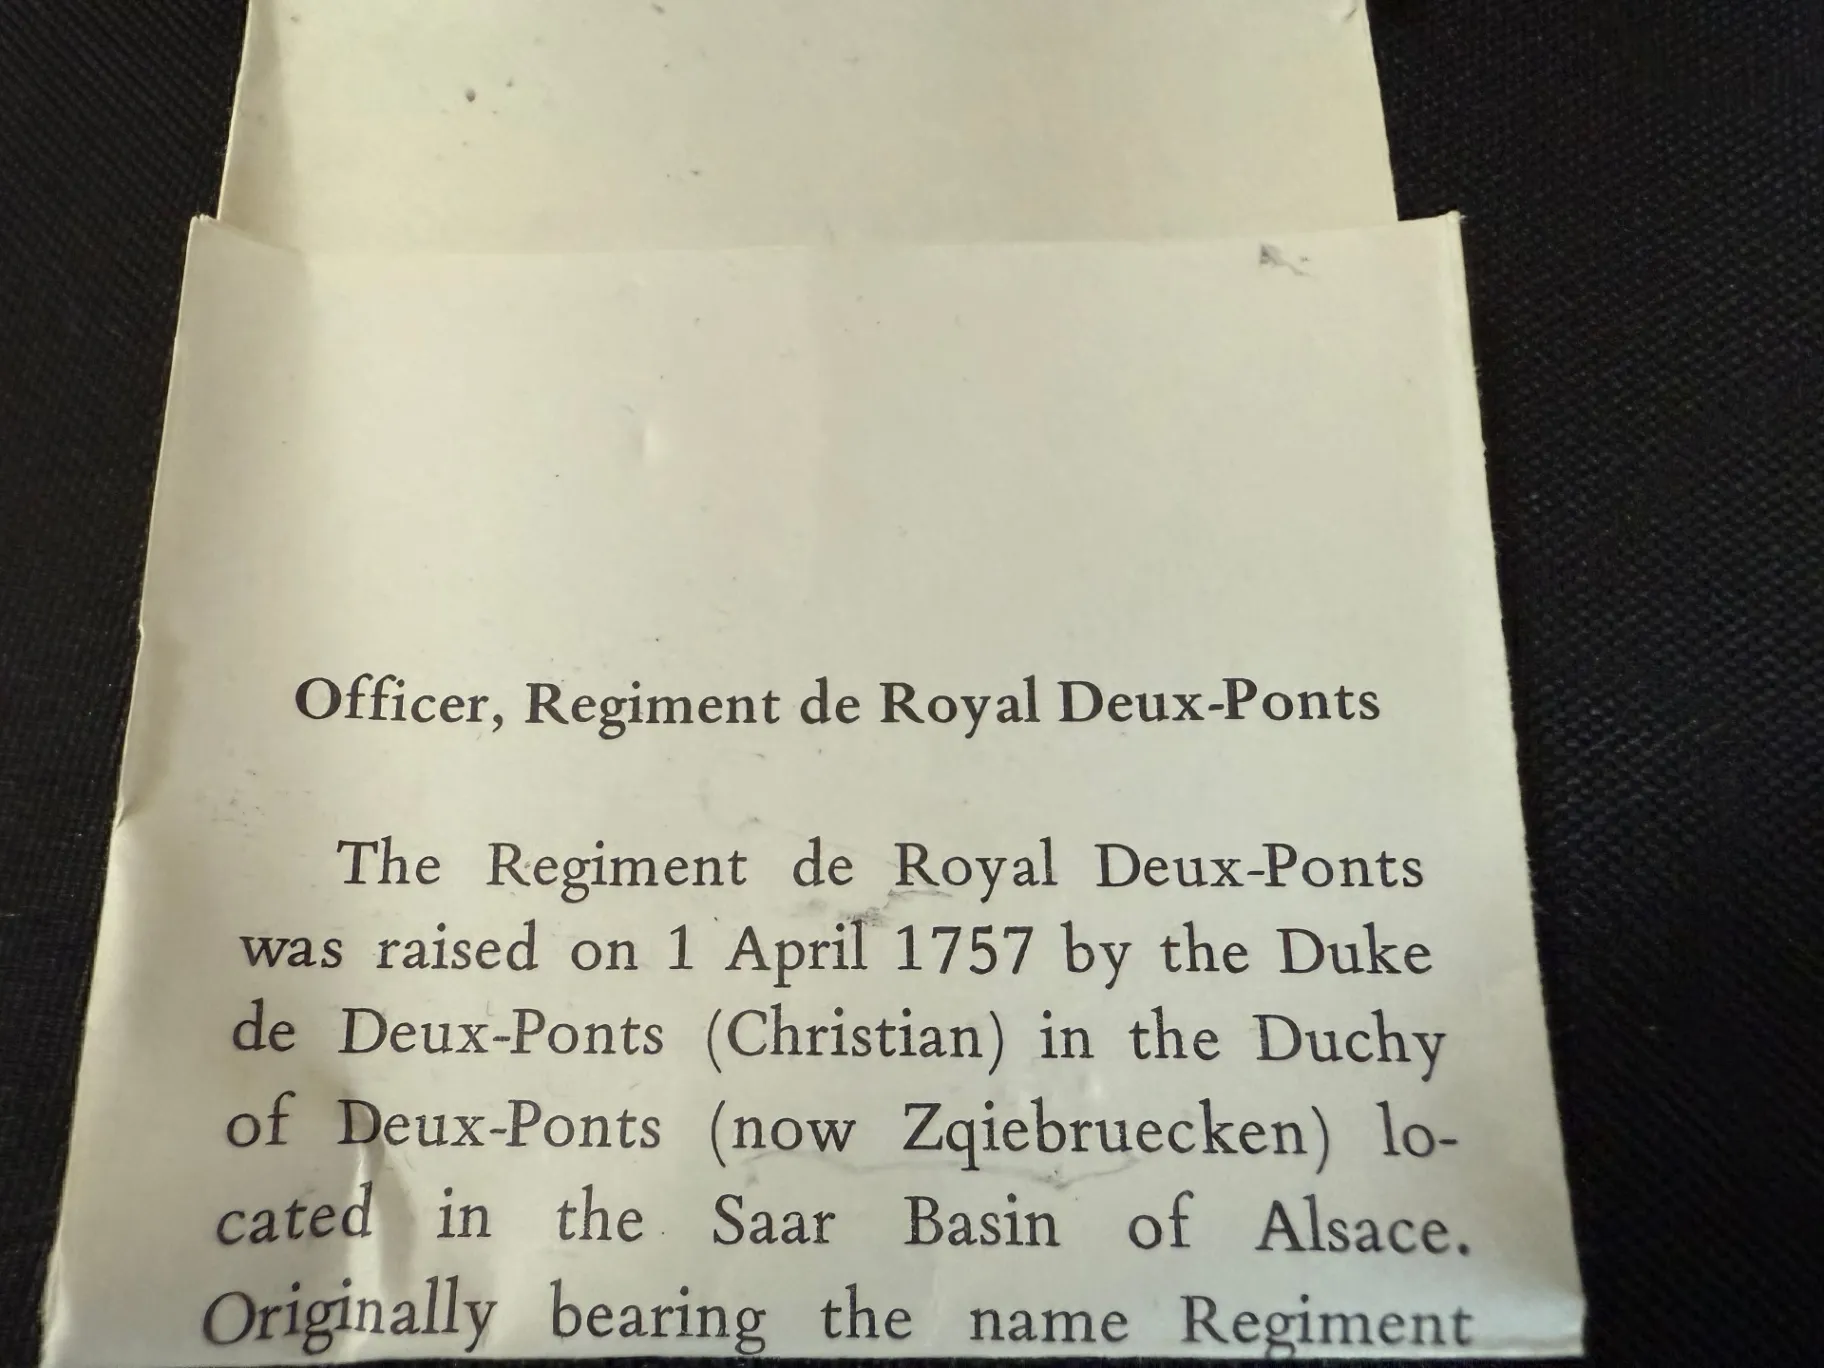 Officer, Regiment de Royal Deux-Ponts
The Regiment de Royal Deux-Ponts
was raised on 1 April 1757 by the Duke
de Deux-Ponts (Christian) in the Duchy
of Deux-Ponts (now Zqiebruecken) lo-
cated in the Saar Basin of Alsace.
Originally bearing the name Regiment